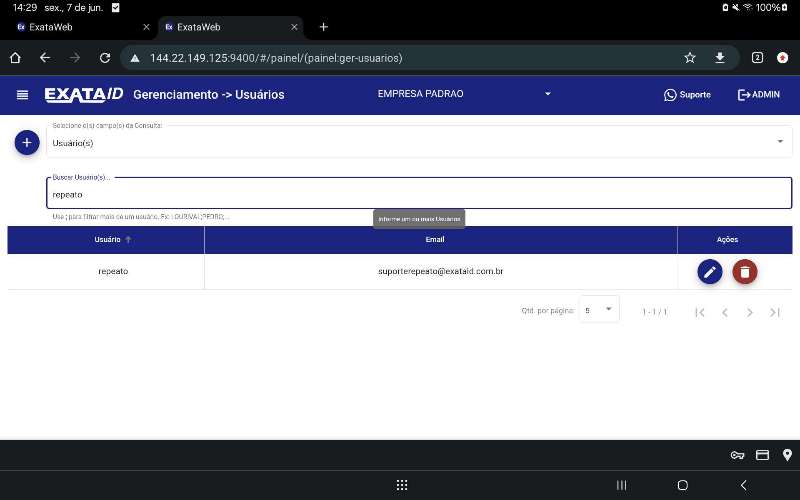 14:29 sex., 7 de jun. 100%
Ex ExataWeb
Ex ExataWeb
144.22.149.125:9400/#/painel/(painel:ger-usuarios) 2
EXATAID Gerenciamento -> Usuários EMPRESA PADRAO Suporte ADMIN
Selecione o(s) campo(s) da Consulta:
Usuário(s)
Buscar Usuário(s)...
repeato
Use ; para filtrar mais de um usuário. Ex: LOURIVAL;PEDRO;...
Informe um ou mais Usuários
Usuário Email Ações
repeato suporterepeato@exataid.com.br
Qtd. por página: 5 1 - 1 / 1